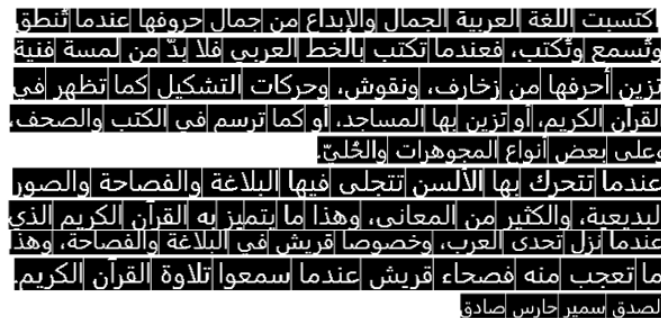 اكتسبت اللغة العربية الجمال والإبداع من جمال حروفها عندما تُنطق
وتُسمع وتُكتب، فعندما تكتب بالخط العربي فلا بدّ من لمسة فنية
تزين أحرفها من زخارف، ونقوش، وحركات التشكيل كما تظهر في
القرآن الكريم، أو تزين بها المساجد، أو كما ترسم في الكتب والصحف،
وعلى بعض أنواع المجوهرات والحُليّ.
عندما تتحرك بها الألسن تتجلى فيها البلاغة والفصاحة والصور
البديعية، والكثير من المعاني، وهذا ما يتميز به القرآن الكريم الذي
عندما نزل تحدى العرب، وخصوصا قريش في البلاغة والفصاحة، وهذا
ما تعجب منه فصحاء قريش عندما سمعوا تلاوة القرآن الكريم.
لصدق سمير حارس صادق